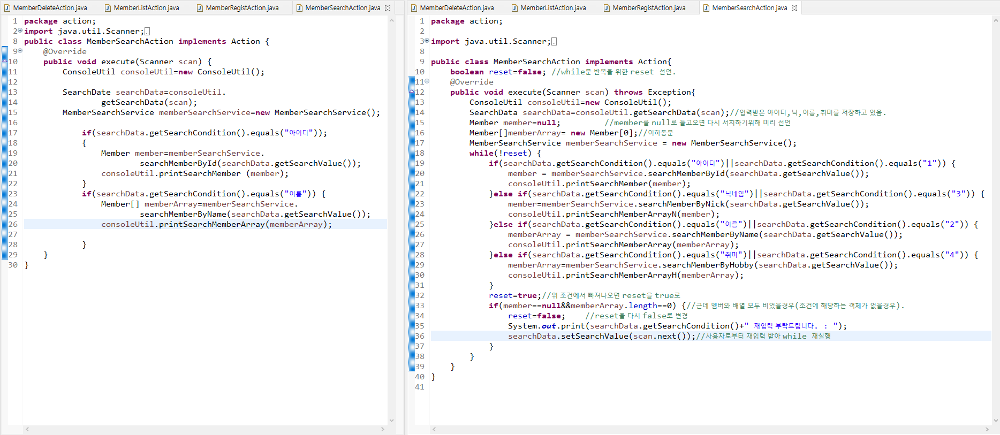 MemberDeleteAction.java MemberListAction.java MemberRegistAction.java MemberSearchAction.java
1 package action;
2 import java.util.Scanner;
8 public class MemberSearchAction implements Action {
9 @Override
10 public void execute(Scanner scan) {
11 ConsoleUtil consoleUtil=new ConsoleUtil();
12
13 SearchDate searchData=consoleUtil.
14 getSearchData(scan);
15 MemberSearchService memberSearchService=new MemberSearchService();
16
17 if(searchData.getSearchCondition().equals("아이디"));
18 {
19 Member member=memberSearchService.
20 searchMemberById(searchData.getSearchValue());
21 consoleUtil.printSearchMember (member);
22 }
23 if(searchData.getSearchCondition().equals("이름")) {
24 Member[] memberArray=memberSearchService.
25 searchMemberByName(searchData.getSearchValue());
26 consoleUtil.printSearchMemberArray(memberArray);
27
28 }
29 }
30 }
MemberDeleteAction.java MemberListAction.java MemberRegistAction.java MemberSearchAction.java
1 package action;
2
3 import java.util.Scanner;
8
9 public class MemberSearchAction implements Action{
10 boolean reset=false; //while문 반복을 위한 reset 선언.
11 @Override
12 public void execute(Scanner scan) throws Exception{
13 ConsoleUtil consoleUtil=new ConsoleUtil();
14 SearchData searchData=consoleUtil.getSearchData(scan);//입력받은 아이디,닉,이름,취미를 저장하고 있음.
15 Member member=null; //member를 null로 들고오면 다시 서치하기위해 미리 선언
16 Member[]memberArray= new Member[0];//이하동문
17 MemberSearchService memberSearchService = new MemberSearchService();
18 while(!reset) {
19 if(searchData.getSearchCondition().equals("아이디")||searchData.getSearchCondition().equals("1")) {
20 member = memberSearchService.searchMemberById(searchData.getSearchValue());
21 consoleUtil.printSearchMember(member);
22 }else if(searchData.getSearchCondition().equals("닉네임")||searchData.getSearchCondition().equals("3")) {
23 member=memberSearchService.searchMemberByNick(searchData.getSearchValue());
24 consoleUtil.printSearchMemberArrayN(member);
25 }else if(searchData.getSearchCondition().equals("이름")||searchData.getSearchCondition().equals("2")) {
26 memberArray = memberSearchService.searchMemberByName(searchData.getSearchValue());
27 consoleUtil.printSearchMemberArray(memberArray);
28 }else if(searchData.getSearchCondition().equals("취미")||searchData.getSearchCondition().equals("4")) {
29 memberArray=memberSearchService.searchMemberByHobby(searchData.getSearchValue());
30 consoleUtil.printSearchMemberArrayH(memberArray);
31 }
32 reset=true;//위 조건에서 빠져나오면 reset을 true로
33 if(member==null&&memberArray.length==0) {//근데 멤버와 배열 모두 비었을경우(조건에 해당하는 객체가 없을경우).
34 reset=false; //reset을 다시 false로 변경
35 System.out.print(searchData.getSearchCondition()+" 재입력 부탁드립니다. : ");
36 searchData.setSearchValue(scan.next());//사용자로부터 재입력 받아 while 재실행
37 }
38 }
39 }
40 }
41